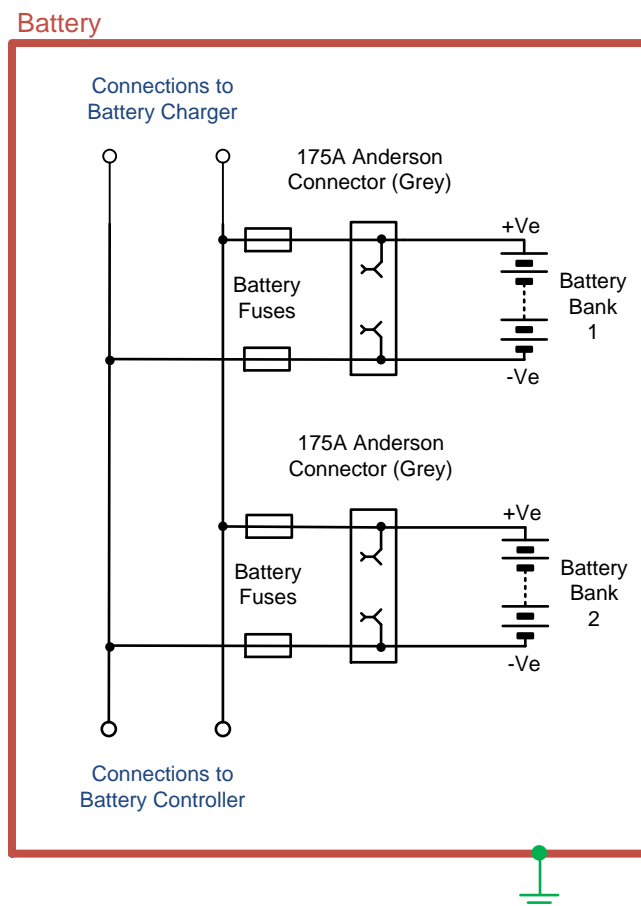 Battery
Connections to
Battery Charger
175A Anderson
Connector (Grey)
+Ve
Battery
Fuses
Battery
Bank
1
-Ve
175A Anderson
Connector (Grey)
+Ve
Battery
Fuses
Battery
Bank
2
-Ve
Connections to
Battery Controller